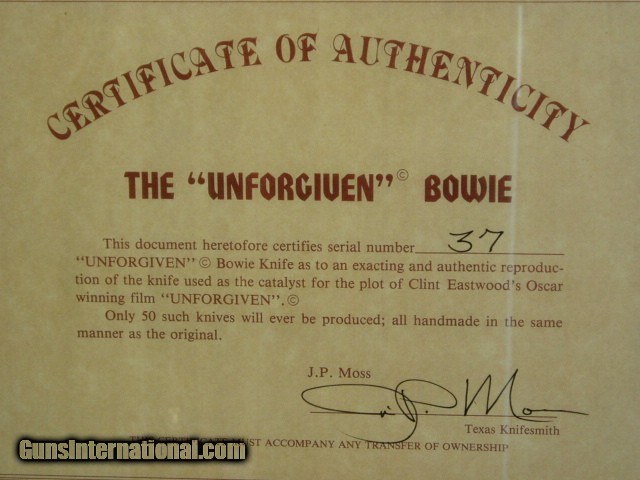 CERTIFICATE OF AUTHENTICITY
THE "UNFORGIVEN"© BOWIE
This document heretofore certifies serial number 37
"UNFORGIVEN" © Bowie Knife as to an exacting and authentic reproduc-
tion of the knife used as the catalyst for the plot of Clint Eastwood's Oscar
winning film "UNFORGIVEN".©
Only 50 such knives will ever be produced; all handmade in the same
manner as the original.
J.P. Moss
J.P. Moss
Texas Knifesmith
ACCOMPANY ANY TRANSFER OF OWNERSHIP
GunsInternational.com